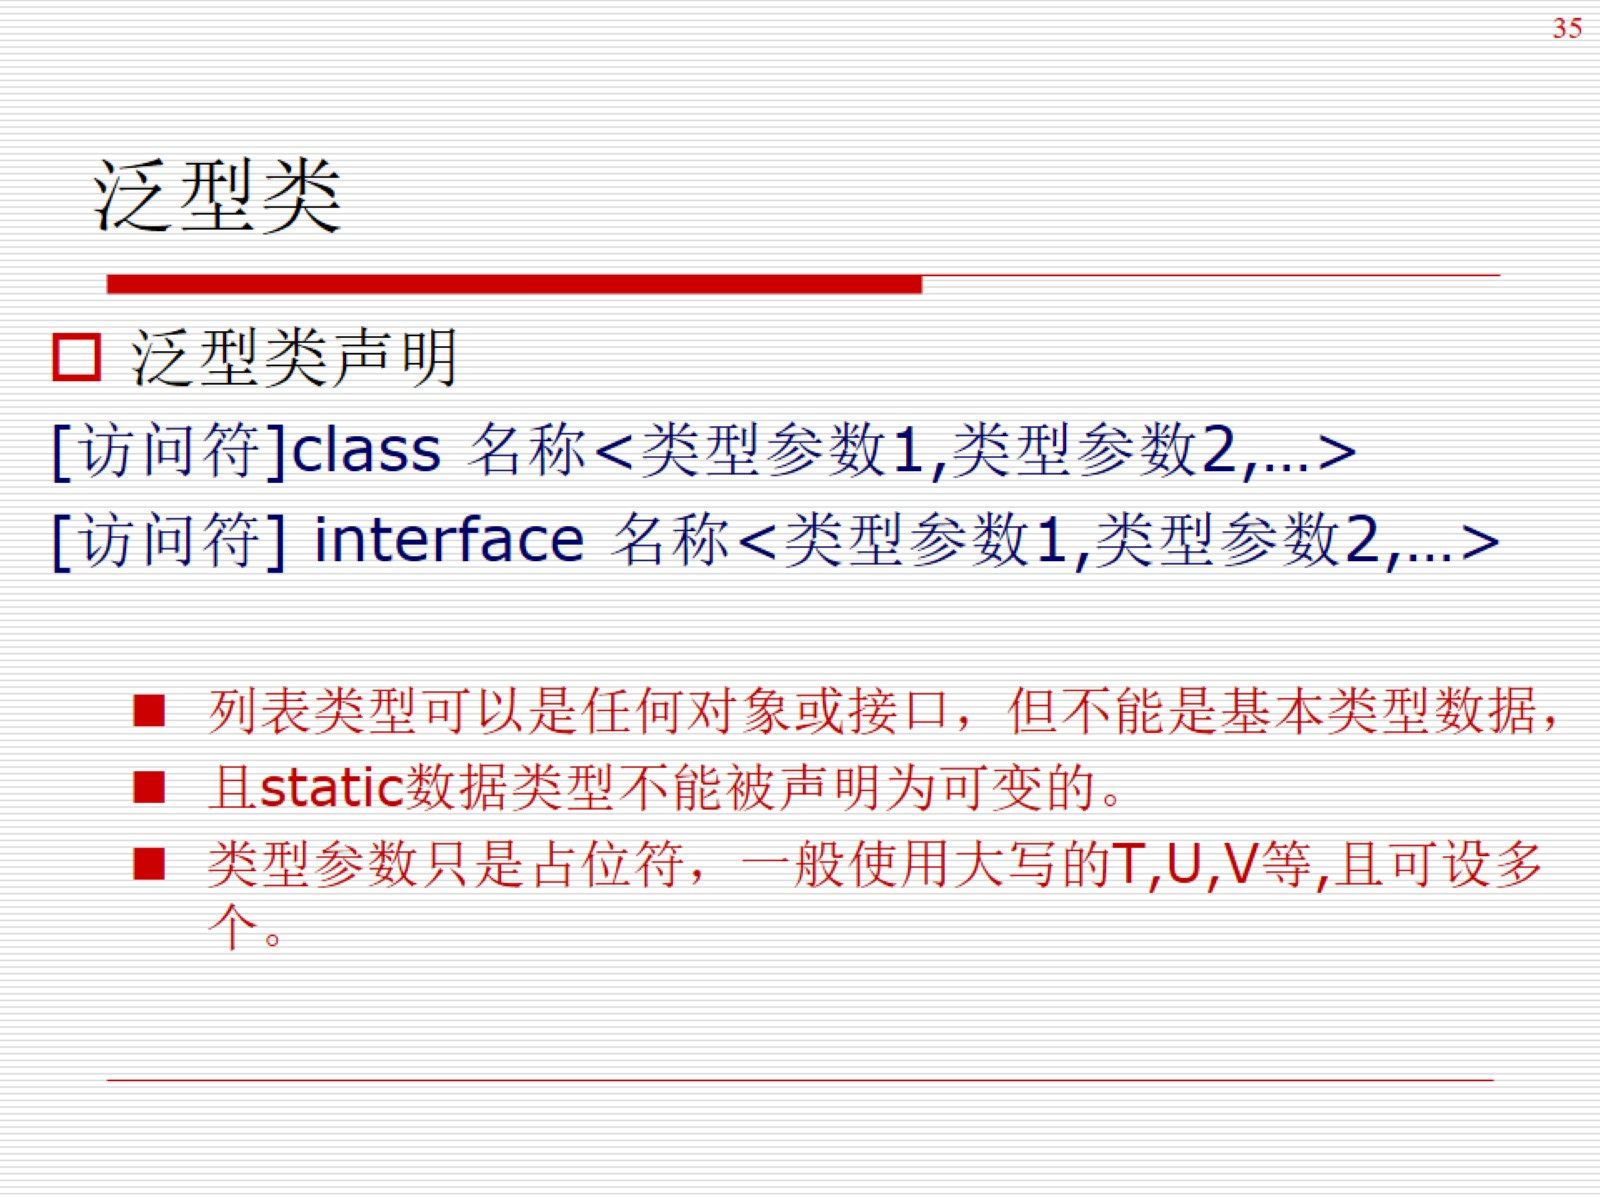 35
泛型类
泛型类声明
[访问符]class 名称<类型参数1,类型参数2,…>
[访问符] interface 名称<类型参数1,类型参数2,…>
列表类型可以是任何对象或接口，但不能是基本类型数据，
且static数据类型不能被声明为可变的。
类型参数只是占位符，一般使用大写的T,U,V等,且可设多
个。